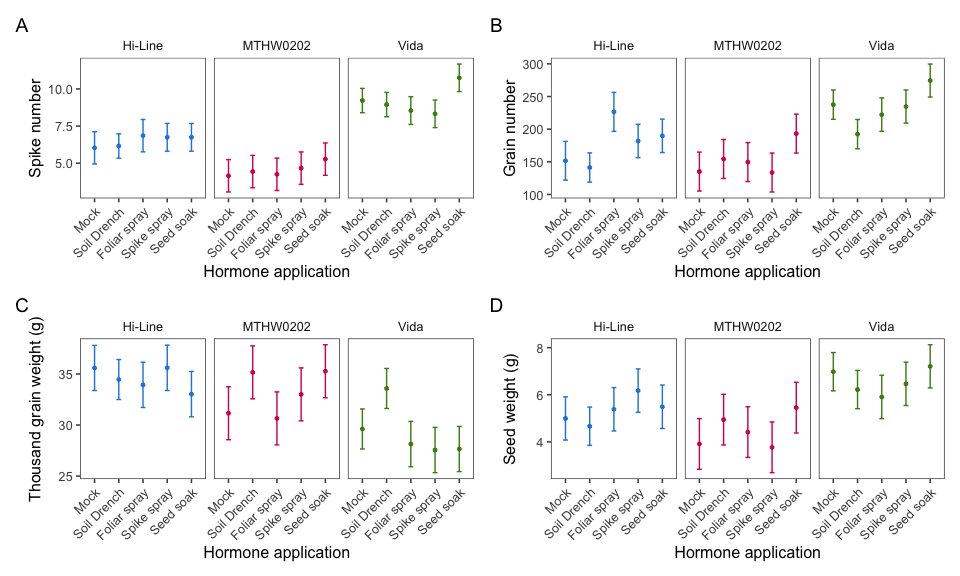 A
Hi-Line MTHW0202 Vida
Spike number
10.0
7.5
5.0
Mock Soil Drench Foliar spray Spike spray Seed soak Mock Soil Drench Foliar spray Spike spray Seed soak Mock Soil Drench Foliar spray Spike spray Seed soak
Hormone application
B
Hi-Line MTHW0202 Vida
Grain number
300
250
200
150
100
Mock Soil Drench Foliar spray Spike spray Seed soak Mock Soil Drench Foliar spray Spike spray Seed soak Mock Soil Drench Foliar spray Spike spray Seed soak
Hormone application
C
Hi-Line MTHW0202 Vida
Thousand grain weight (g)
35
30
25
Mock Soil Drench Foliar spray Spike spray Seed soak Mock Soil Drench Foliar spray Spike spray Seed soak Mock Soil Drench Foliar spray Spike spray Seed soak
Hormone application
D
Hi-Line MTHW0202 Vida
Seed weight (g)
8
6
4
Mock Soil Drench Foliar spray Spike spray Seed soak Mock Soil Drench Foliar spray Spike spray Seed soak Mock Soil Drench Foliar spray Spike spray Seed soak
Hormone application